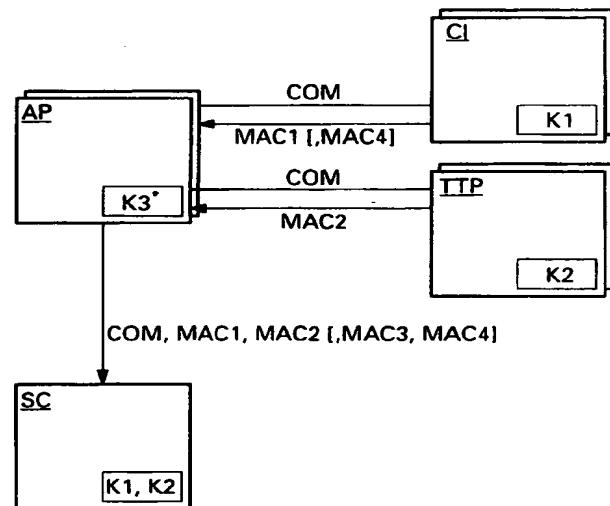 CI
COM
AP
K1
MAC1 [,MAC4]
COM
TTP
K3*
MAC2
K2
COM, MAC1, MAC2 [,MAC3, MAC4]
SC
K1, K2